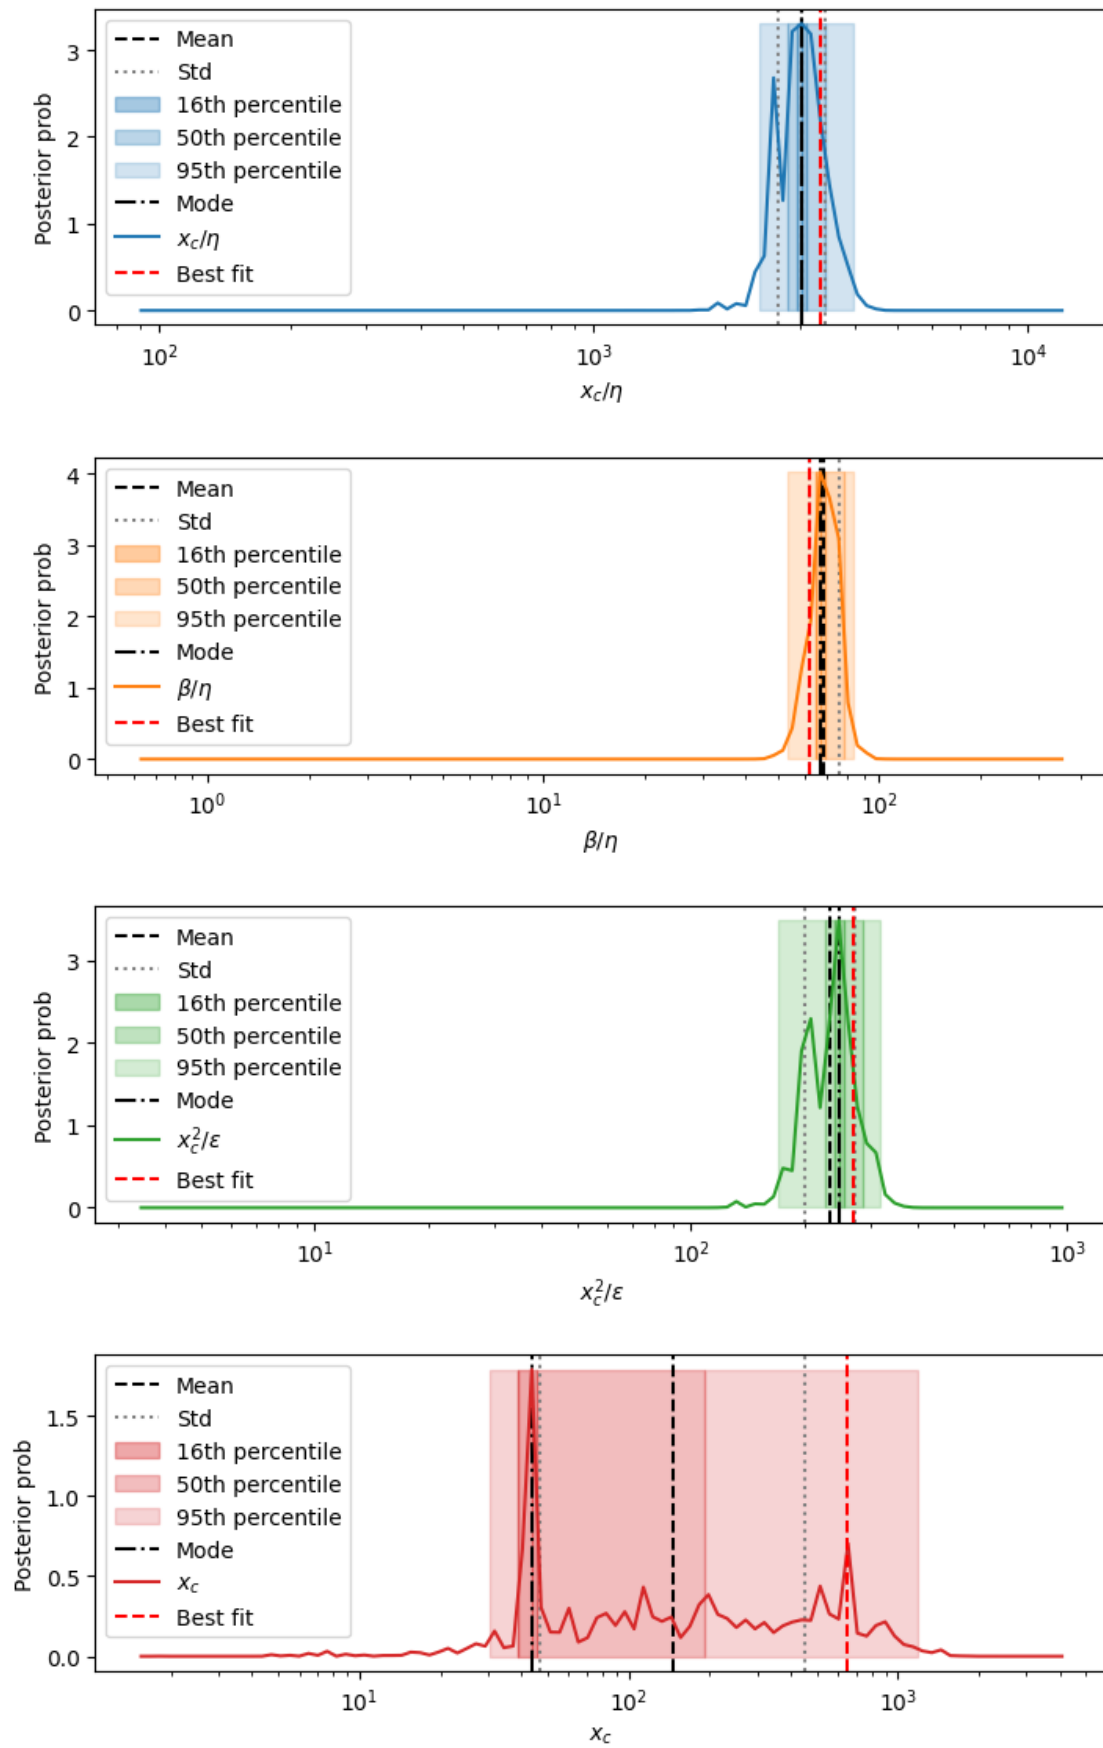 Posterior prob
3
2
1
0
Mean
Std
16th percentile
50th percentile
95th percentile
Mode
x_c/η
Best fit
10^2
10^3
10^4
x_c/η
Posterior prob
4
3
2
1
0
Mean
Std
16th percentile
50th percentile
95th percentile
Mode
β/η
Best fit
10^0
10^1
10^2
β/η
Posterior prob
3
2
1
0
Mean
Std
16th percentile
50th percentile
95th percentile
Mode
x_c^2/ε
Best fit
10^1
10^2
10^3
x_c^2/ε
Posterior prob
1.5
1.0
0.5
0.0
Mean
Std
16th percentile
50th percentile
95th percentile
Mode
x_c
Best fit
10^1
10^2
10^3
x_c